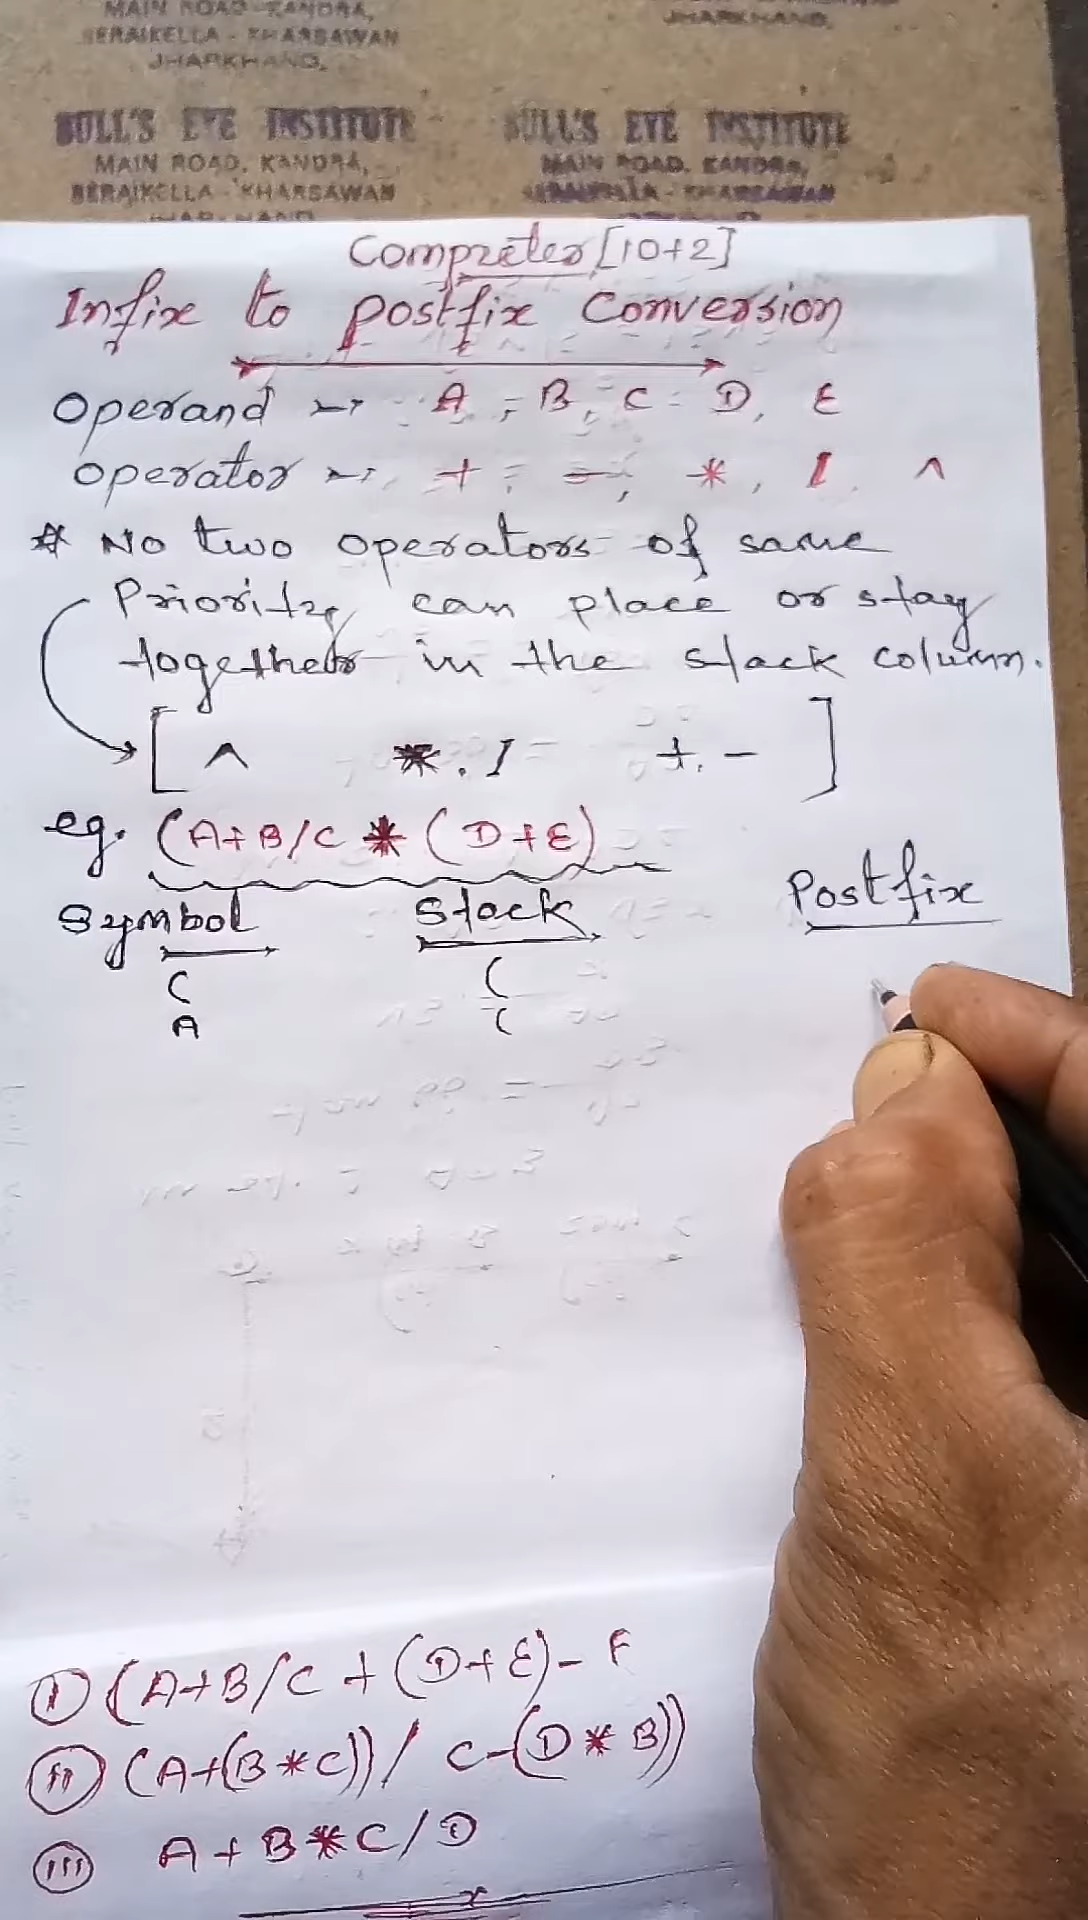 MAIN ROAD KANDRA,
SERAIKELLA - KHARSAWAN
JHARKHAND,
JHARKHAND,
BULL'S EYE INSTITUTE
MAIN ROAD, KANDRA,
SERAIKELLA - KHARSAWAN
BULL'S EYE INSTITUTE
MAIN ROAD, KANDRA,
SERAIKELLA - KHARSAWAN
Computer [10+2]
Infix to postfix Conversion
Operand → A, B, C, D, E
Operator → +, -, *, /, ^
* No two operators of same
Priority can place or stay
together in the stack column.
[ ^ *, / +, - ]
eg. (A+B/C * (D+E)
Symbol Stack Postfix
( (
A (
(I) (A+B/C + (D+E)- F
(II) (A+(B*C))/ C-(D*B))
(III) A+B*C/D
x